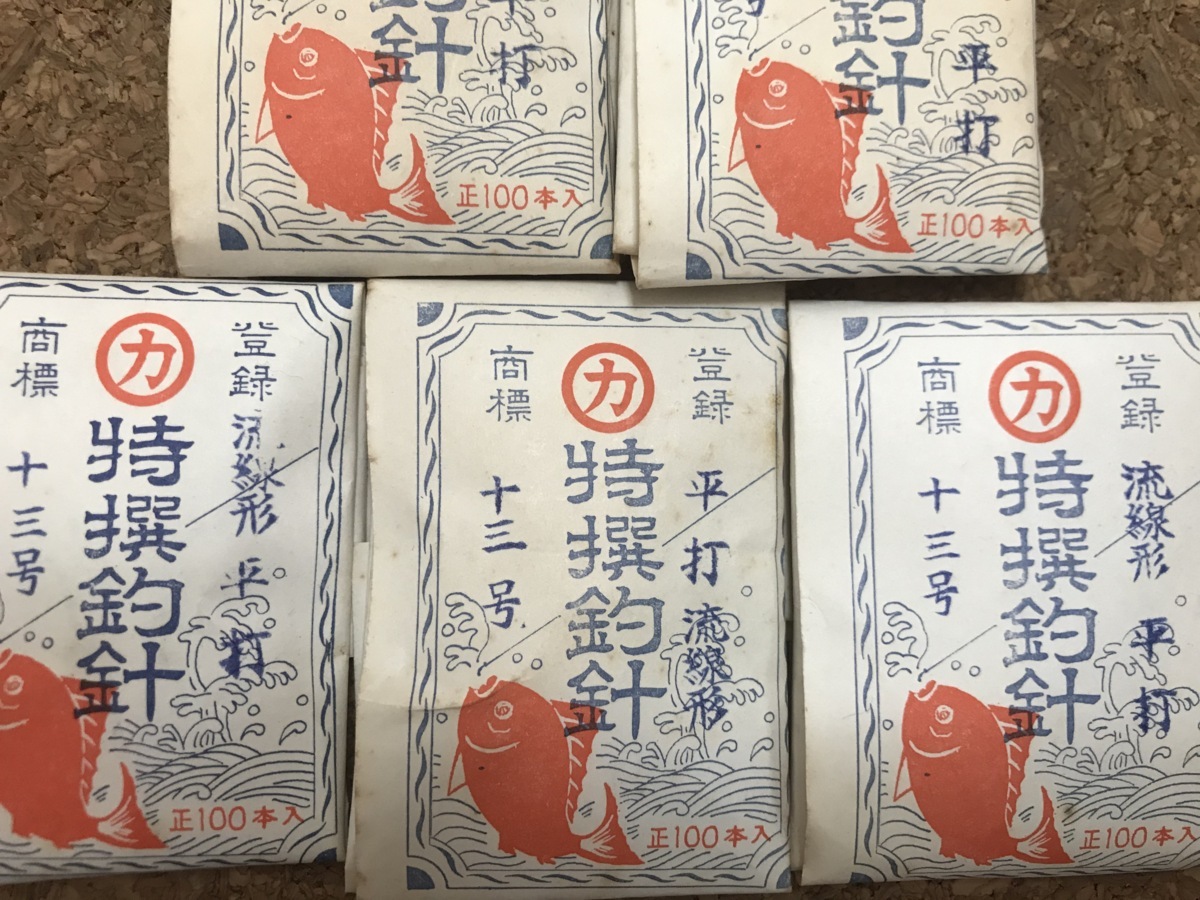 釣針
平打
正100本入
釣針
平打
正100本入
登録
商標
カ
特撰釣針
流線形 平打
十三号
正100本入
登録
商標
カ
特撰釣針
平打 流線形
十三号
正100本入
登録
商標
カ
特撰釣針
流線形 平打
十三号
正100本入